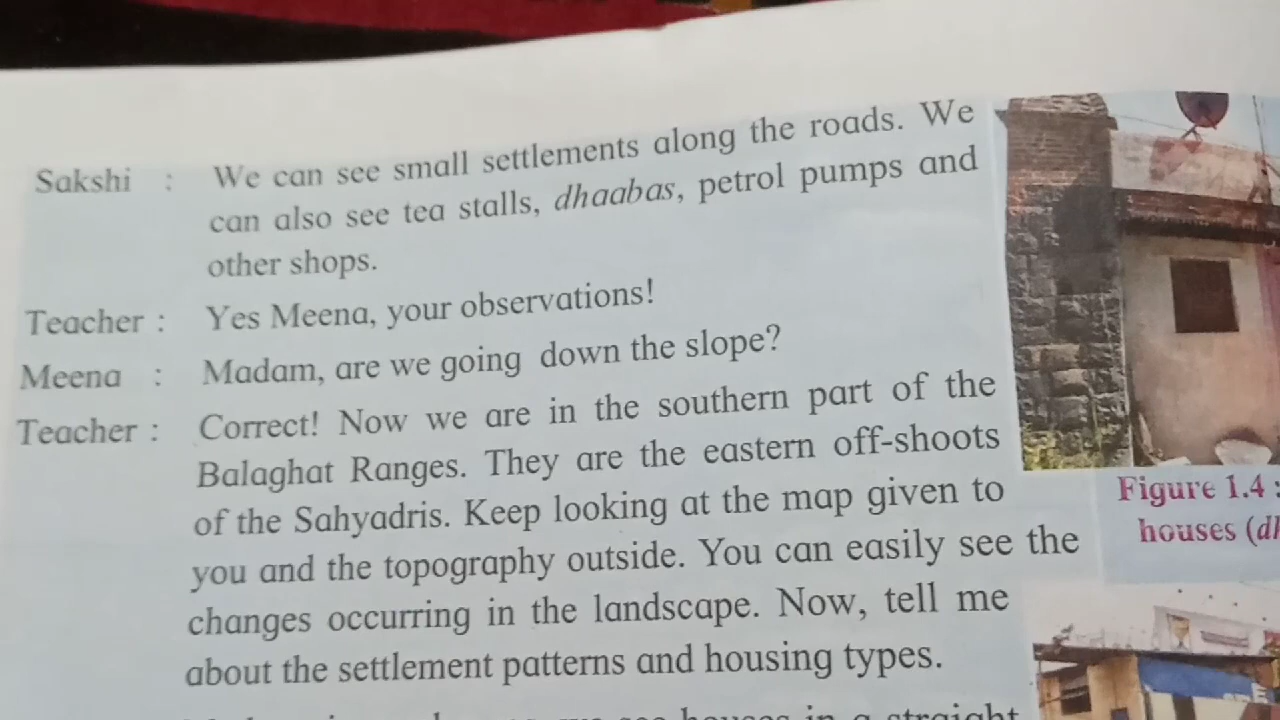 Sakshi : We can see small settlements along the roads. We
can also see tea stalls, dhaabas, petrol pumps and
other shops.
Teacher : Yes Meena, your observations!
Meena : Madam, are we going down the slope?
Teacher : Correct! Now we are in the southern part of the
Balaghat Ranges. They are the eastern off-shoots
of the Sahyadris. Keep looking at the map given to
you and the topography outside. You can easily see the
changes occurring in the landscape. Now, tell me
about the settlement patterns and housing types.
see houses in a straight
Figure 1.4 :
houses (dh